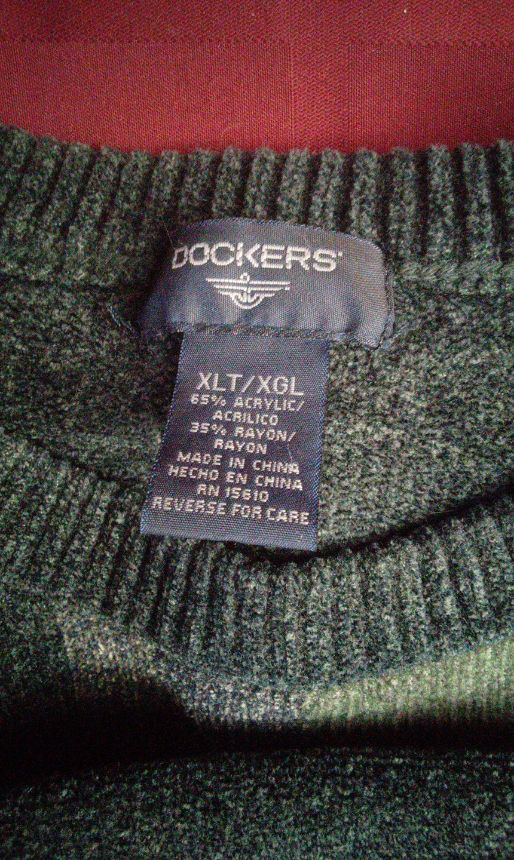 DOCKERS®
XLT/XGL
65% ACRYLIC/
ACRILICO
35% RAYON/
RAYON
MADE IN CHINA
HECHO EN CHINA
RN 15610
REVERSE FOR CARE